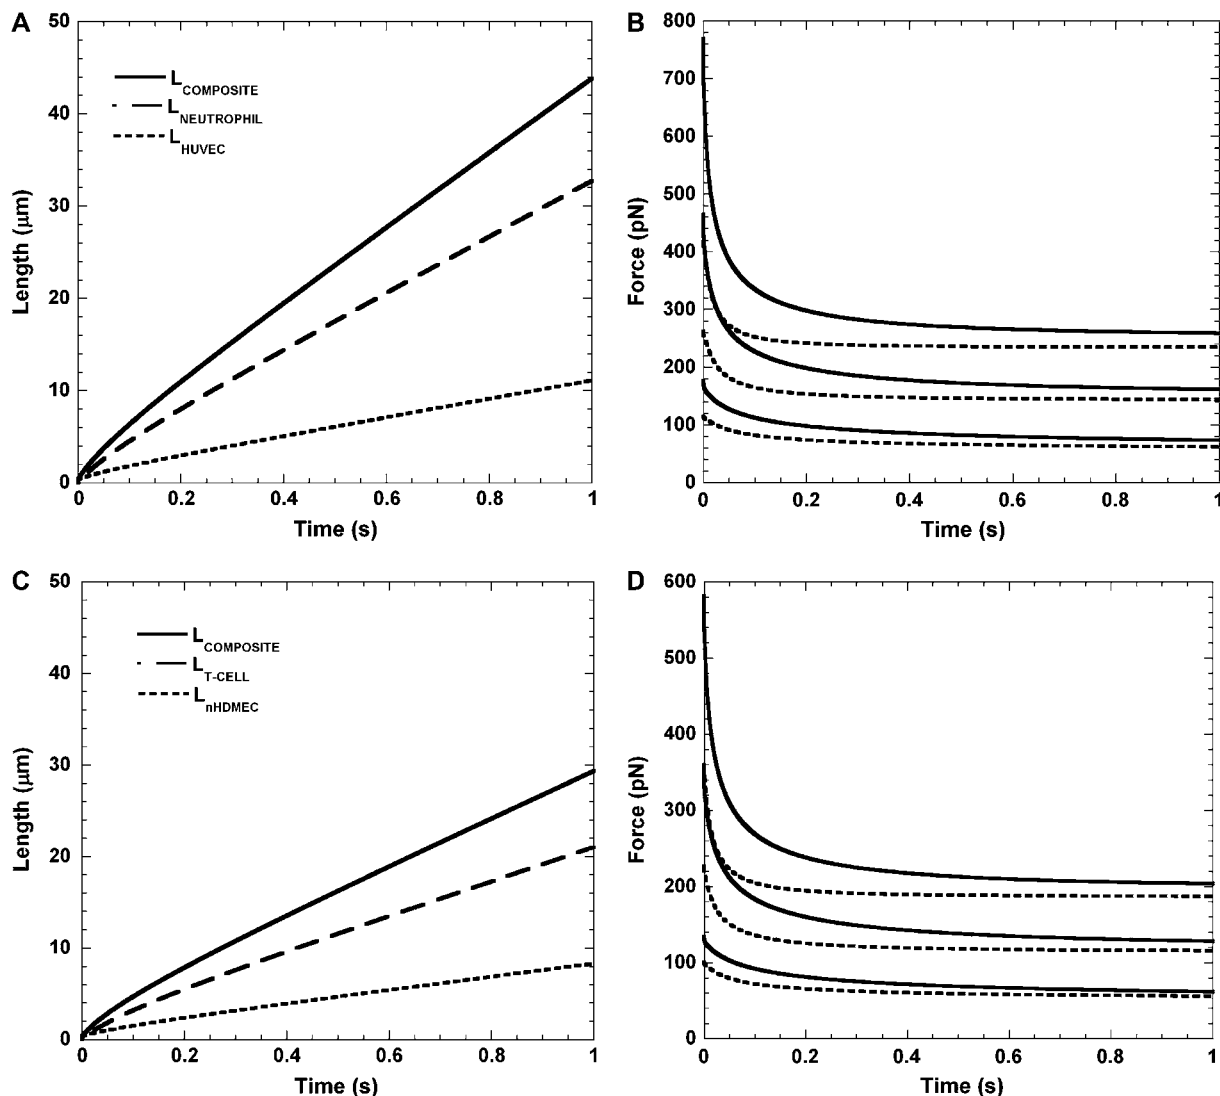 A
50
40
30
20
10
0
Length (μm)
L COMPOSITE
L NEUTROPHIL
L HUVEC
0 0.2 0.4 0.6 0.8 1
Time (s)
B
800
700
600
500
400
300
200
100
0
Force (pN)
0 0.2 0.4 0.6 0.8 1
Time (s)
C
50
40
30
20
10
0
Length (μm)
L COMPOSITE
L T-CELL
L nHDMEC
0 0.2 0.4 0.6 0.8 1
Time (s)
D
600
500
400
300
200
100
0
Force (pN)
0 0.2 0.4 0.6 0.8 1
Time (s)